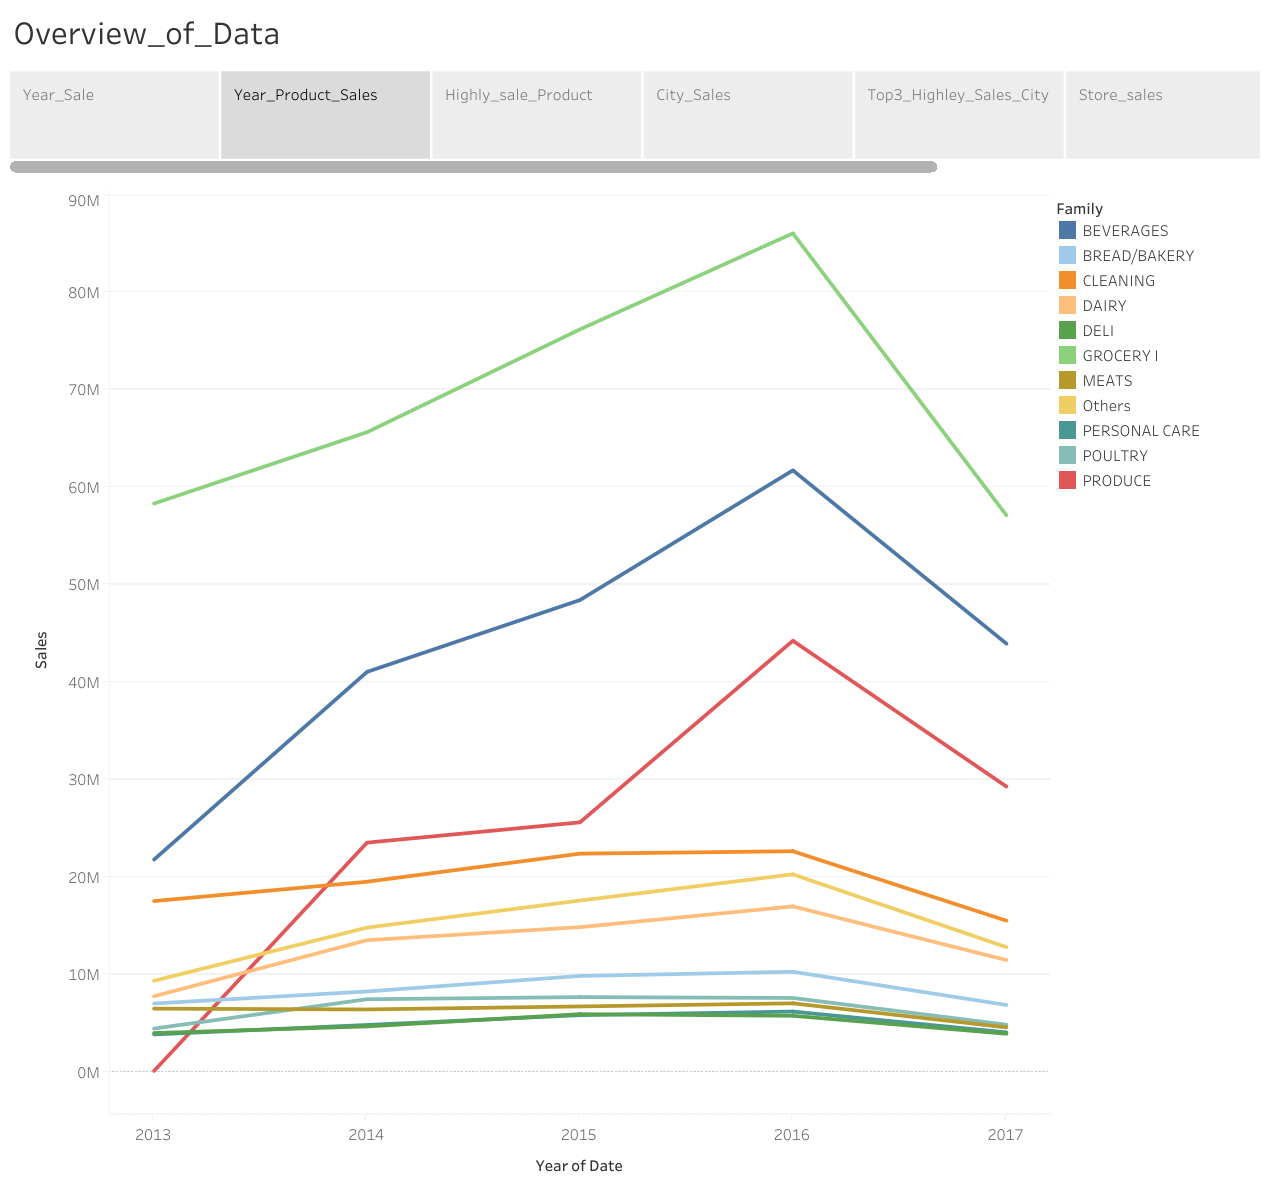 Overview_of_Data
Year_Sale
Year_Product_Sales
Highly_sale_Product
City_Sales
Top3_Highley_Sales_City
Store_sales
90M
80M
70M
60M
50M
40M
30M
20M
10M
0M
Sales
2013
2014
2015
2016
2017
Year of Date
Family
BEVERAGES
BREAD/BAKERY
CLEANING
DAIRY
DELI
GROCERY I
MEATS
Others
PERSONAL CARE
POULTRY
PRODUCE